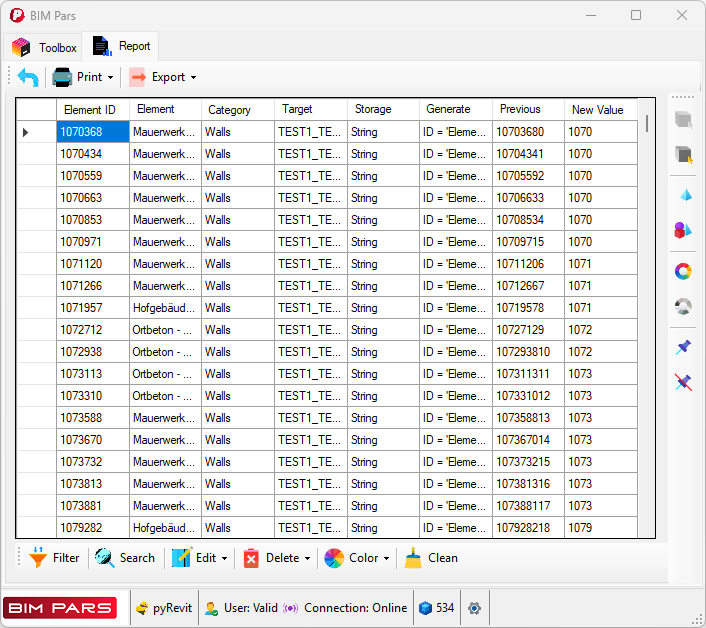 BIM Pars
Toolbox Report
Print Export
Element ID Element Category Target Storage Generate Previous New Value
1070368 Mauerwerk... Walls TEST1_TE... String ID = 'Eleme... 10703680 1070
1070434 Mauerwerk... Walls TEST1_TE... String ID = 'Eleme... 10704341 1070
1070559 Mauerwerk... Walls TEST1_TE... String ID = 'Eleme... 10705592 1070
1070663 Mauerwerk... Walls TEST1_TE... String ID = 'Eleme... 10706633 1070
1070853 Mauerwerk... Walls TEST1_TE... String ID = 'Eleme... 10708534 1070
1070971 Mauerwerk... Walls TEST1_TE... String ID = 'Eleme... 10709715 1070
1071120 Mauerwerk... Walls TEST1_TE... String ID = 'Eleme... 10711206 1071
1071266 Mauerwerk... Walls TEST1_TE... String ID = 'Eleme... 10712667 1071
1071957 Hofgebäud... Walls TEST1_TE... String ID = 'Eleme... 10719578 1071
1072712 Ortbeton - ... Walls TEST1_TE... String ID = 'Eleme... 10727129 1072
1072938 Ortbeton - ... Walls TEST1_TE... String ID = 'Eleme... 107293810 1072
1073113 Ortbeton - ... Walls TEST1_TE... String ID = 'Eleme... 107311311 1073
1073310 Ortbeton - ... Walls TEST1_TE... String ID = 'Eleme... 107331012 1073
1073588 Mauerwerk... Walls TEST1_TE... String ID = 'Eleme... 107358813 1073
1073670 Mauerwerk... Walls TEST1_TE... String ID = 'Eleme... 107367014 1073
1073732 Mauerwerk... Walls TEST1_TE... String ID = 'Eleme... 107373215 1073
1073813 Mauerwerk... Walls TEST1_TE... String ID = 'Eleme... 107381316 1073
1073881 Mauerwerk... Walls TEST1_TE... String ID = 'Eleme... 107388117 1073
1079282 Hofgebäud... Walls TEST1_TE... String ID = 'Eleme... 107928218 1079
Filter Search Edit Delete Color Clean
BIM PARS pyRevit User: Valid Connection: Online 534